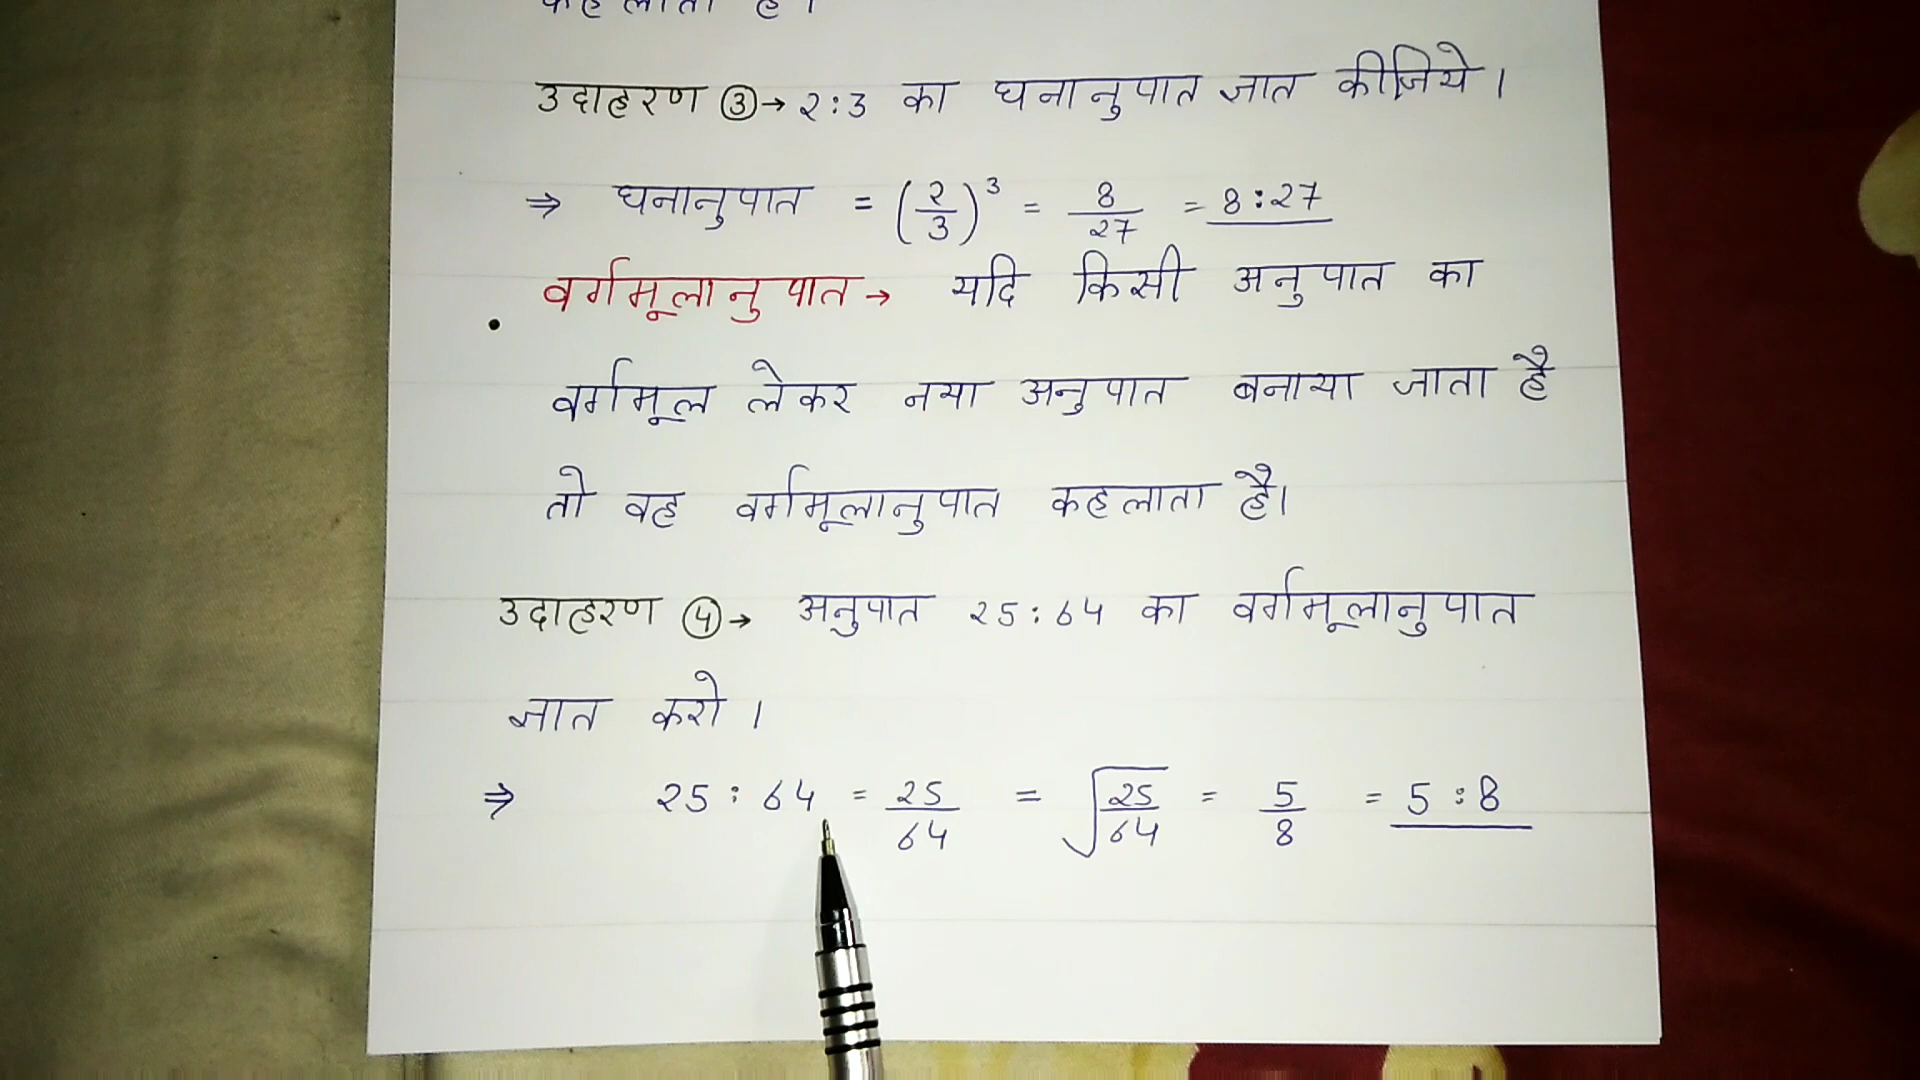 कहलाता है।
उदाहरण ③→ 2:3 का घनानुपात ज्ञात कीजिये।
⇒ घनानुपात = (2/3)³ = 8/27 = 8:27
• वर्गमूलानुपात → यदि किसी अनुपात का
वर्गमूल लेकर नया अनुपात बनाया जाता है
तो वह वर्गमूलानुपात कहलाता है।
उदाहरण ④→ अनुपात 25:64 का वर्गमूलानुपात
ज्ञात करो।
⇒ 25:64 = 25/64 = √25/64 = 5/8 = 5:8